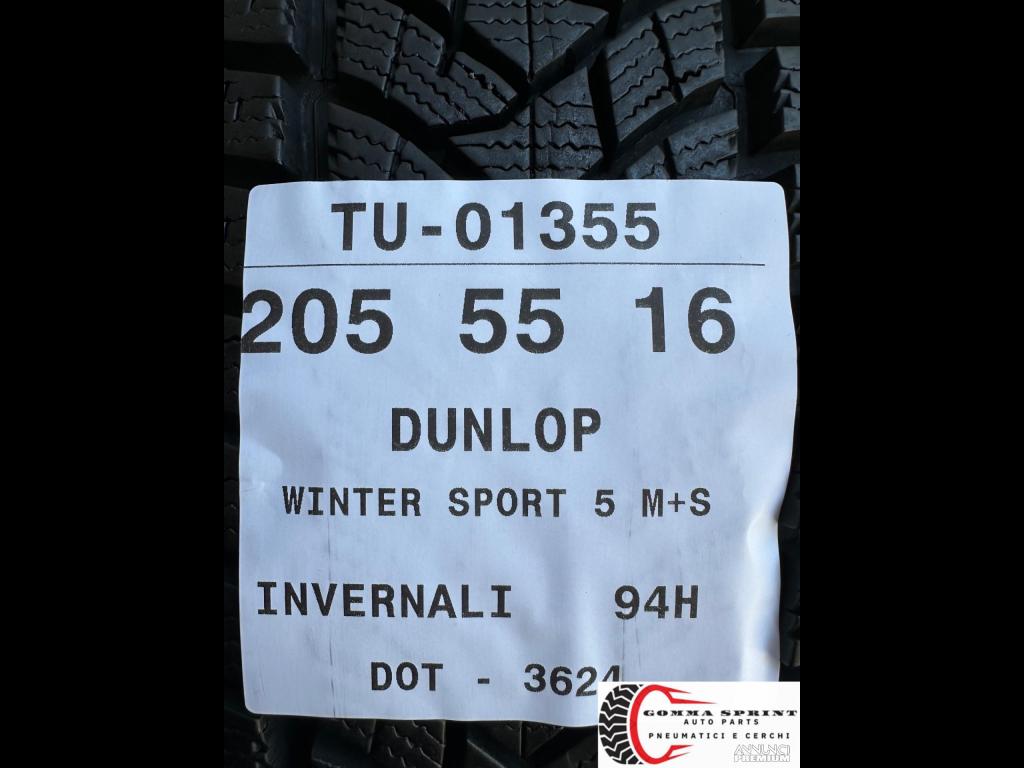 TU-01355
205 55 16
DUNLOP
WINTER SPORT 5 M+S
INVERNALI 94H
DOT - 3624
GOMMA SPRINT
AUTO PARTS
PNEUMATICI E CERCHI
ANNUNCI
PREMIUM